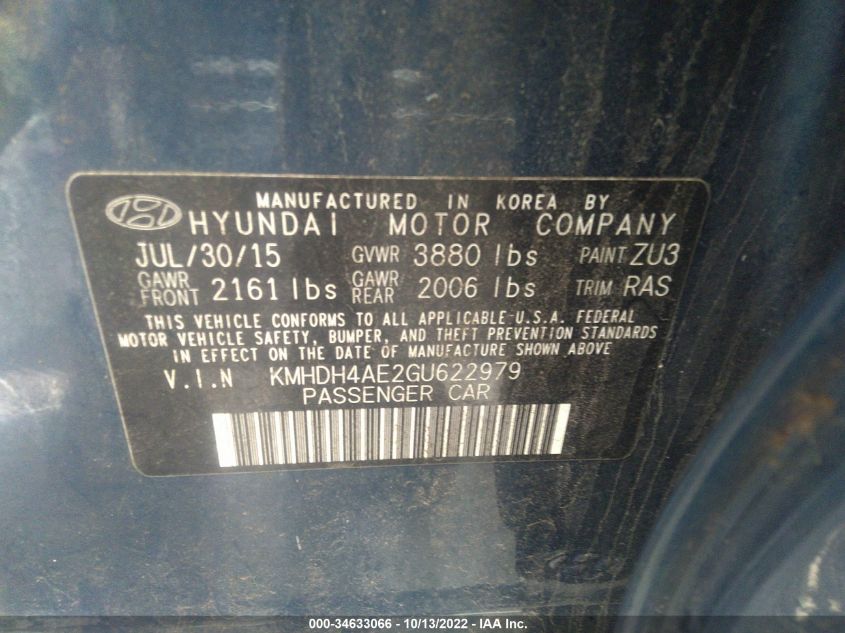 MANUFACTURED IN KOREA BY
HYUNDAI MOTOR COMPANY
JUL/30/15 GVWR 3880 lbs PAINT ZU3
GAWR FRONT 2161 lbs GAWR REAR 2006 lbs TRIM RAS
THIS VEHICLE CONFORMS TO ALL APPLICABLE U.S.A. FEDERAL
MOTOR VEHICLE SAFETY, BUMPER, AND THEFT PREVENTION STANDARDS
IN EFFECT ON THE DATE OF MANUFACTURE SHOWN ABOVE
V.I.N KMHDH4AE2GU622979
PASSENGER CAR
000-34633066 - 10/13/2022 - IAA Inc.